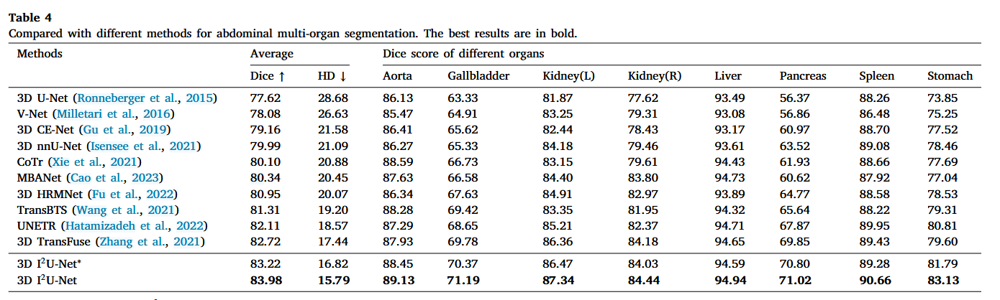 Table 4
Compared with different methods for abdominal multi-organ segmentation. The best results are in bold.
Methods Average Dice score of different organs
Dice ↑ HD ↓ Aorta Gallbladder Kidney(L) Kidney(R) Liver Pancreas Spleen Stomach
3D U-Net (Ronneberger et al., 2015) 77.62 28.68 86.13 63.33 81.87 77.62 93.49 56.37 88.26 73.85
V-Net (Milletari et al., 2016) 78.08 26.63 85.47 64.91 83.25 79.31 93.08 56.86 86.48 75.25
3D CE-Net (Gu et al., 2019) 79.16 21.58 86.41 65.62 82.44 78.43 93.17 60.97 88.70 77.52
3D nnU-Net (Isensee et al., 2021) 79.99 21.09 86.27 65.33 84.18 79.46 93.61 63.52 89.08 78.46
CoTr (Xie et al., 2021) 80.10 20.88 88.59 66.73 83.15 79.61 94.43 61.93 88.66 77.69
MBANet (Cao et al., 2023) 80.34 20.45 87.63 66.58 84.40 83.80 94.73 60.62 87.92 77.04
3D HRMNet (Fu et al., 2022) 80.95 20.07 86.34 67.63 84.91 82.97 93.89 64.77 88.58 78.53
TransBTS (Wang et al., 2021) 81.31 19.20 88.28 69.42 83.35 81.95 94.32 65.64 88.22 79.31
UNETR (Hatamizadeh et al., 2022) 82.11 18.57 87.29 68.65 85.21 82.37 94.71 67.87 89.95 80.81
3D TransFuse (Zhang et al., 2021) 82.72 17.44 87.93 69.78 86.36 84.18 94.65 69.85 89.43 79.60
3D I²U-Net* 83.22 16.82 88.45 70.37 86.47 84.03 94.59 70.80 89.28 81.79
3D I²U-Net 83.98 15.79 89.13 71.19 87.34 84.44 94.94 71.02 90.66 83.13